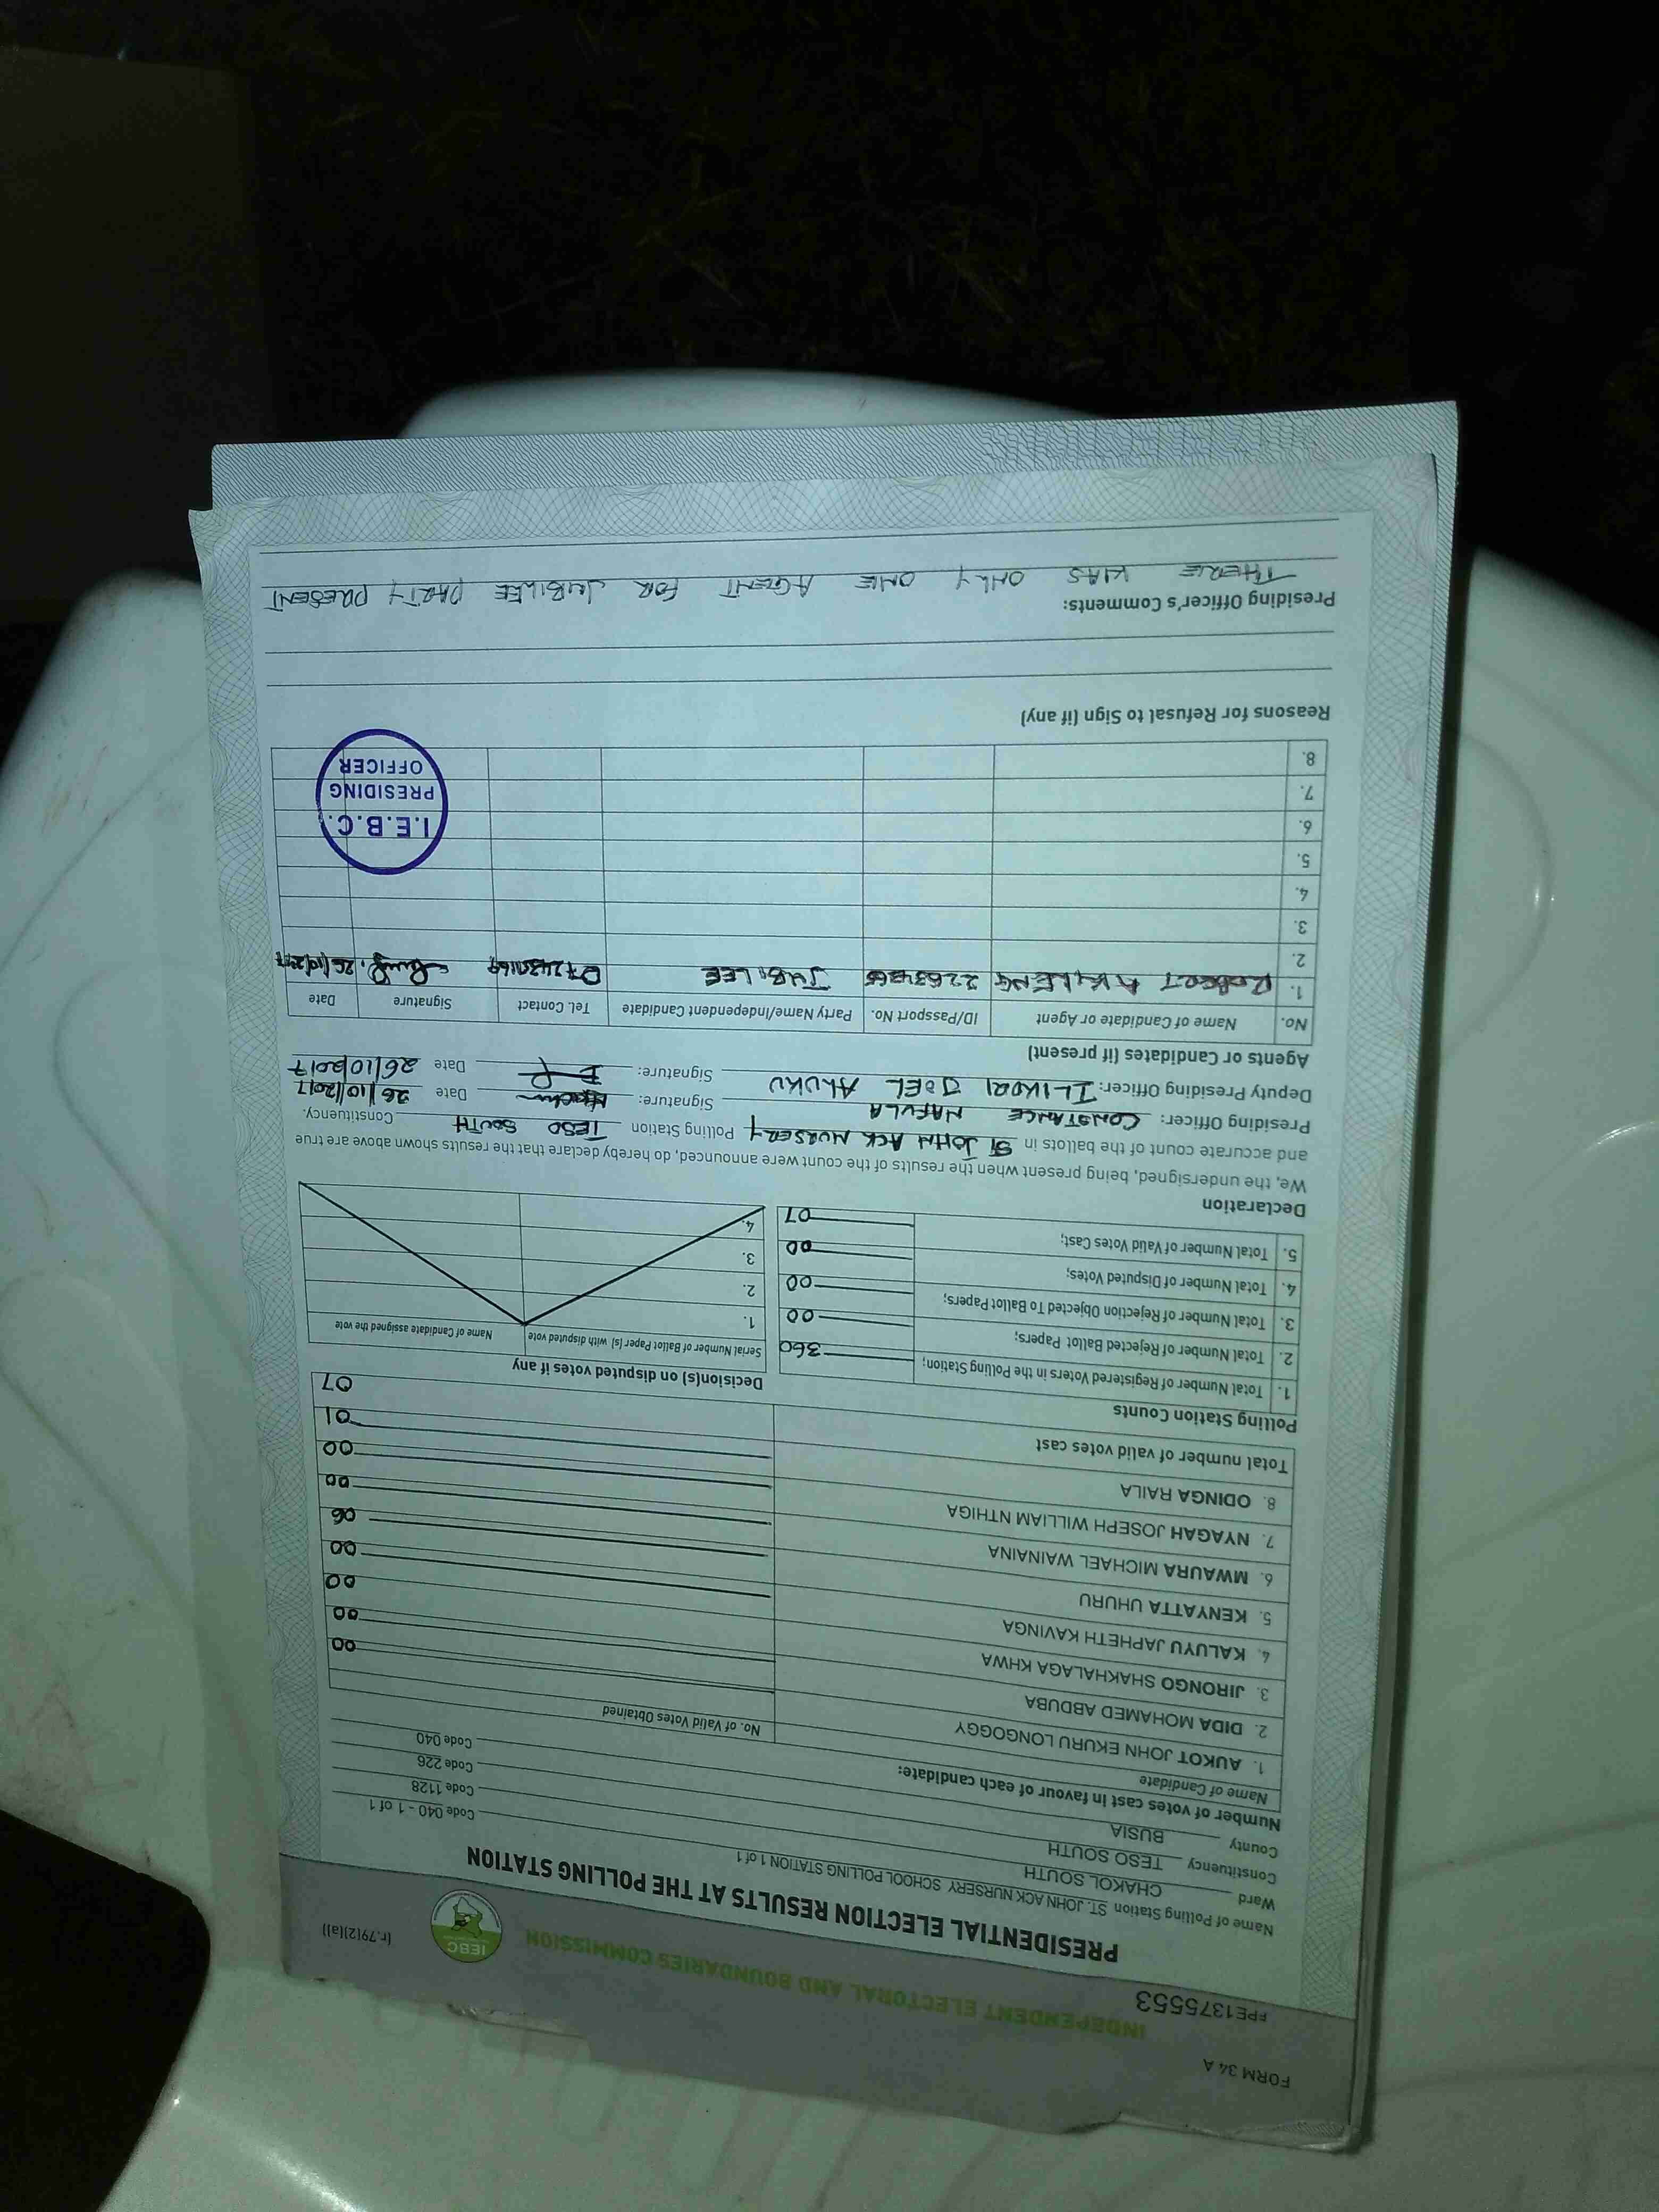 FORM 34 A
FPE1375553
INDEPENDENT ELECTORAL AND BOUNDARIES COMMISSION
IEBC
(r.79(2)(a))
PRESIDENTIAL ELECTION RESULTS AT THE POLLING STATION
Name of Polling Station ST. JOHN ACK NURSERY SCHOOL POLLING STATION 1 of 1 Code 040 - 1 of 1
Ward CHAKOL SOUTH Code 1128
Constituency TESO SOUTH Code 226
County BUSIA Code 040
Number of votes cast in favour of each candidate:
Name of Candidate No. of Valid Votes Obtained
1. AUKOT JOHN EKURU LONGOGGY 00
2. DIDA MOHAMED ABDUBA 00
3. JIRONGO SHAKHALAGA KHWA 00
4. KALUYU JAPHETH KAVINGA 00
5. KENYATTA UHURU 06
6. MWAURA MICHAEL WAINAINA 00
7. NYAGAH JOSEPH WILLIAM NTHIGA 00
8. ODINGA RAILA 01
Total number of valid votes cast 07
Polling Station Counts
1. Total Number of Registered Voters in the Polling Station; 360
2. Total Number of Rejected Ballot Papers; 00
3. Total Number of Rejection Objected To Ballot Papers; 00
4. Total Number of Disputed Votes; 00
5. Total Number of Valid Votes Cast; 07
Decision(s) on disputed votes if any
Serial Number of Ballot Paper (s) with disputed vote Name of Candidate assigned the vote
1.
2.
3.
4.
Declaration
We, the undersigned, being present when the results of the count were announced, do hereby declare that the results shown above are true
and accurate count of the ballots in ST JOHN ACK NURSERY Polling Station TESO SOUTH Constituency.
Presiding Officer: CONSTANCE NAFULA Signature: Date 26/10/2017
Deputy Presiding Officer: ILIKORI JOEL ALUKU Signature: Date 26/10/2017
Agents or Candidates (if present)
No. Name of Candidate or Agent ID/Passport No. Party Name/Independent Candidate Tel. Contact Signature Date
1. ROBERT JUBILEE 26/10/2017
2.
3.
4.
5.
6.
7.
8.
I.E.B.C.
PRESIDING
OFFICER
Reasons for Refusal to Sign (if any)
Presiding Officer's Comments:
THERE WAS ONLY ONE AGENT FOR JUBILEE PARTY PRESENT